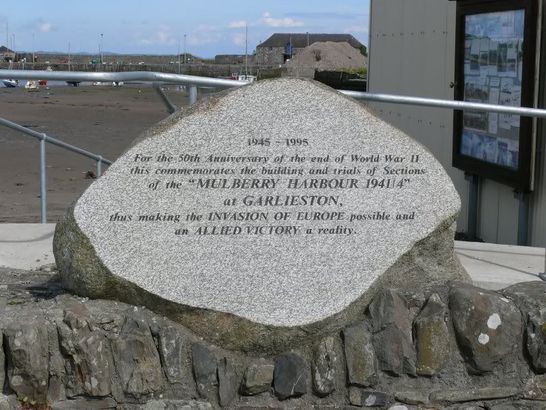 1945 - 1995
For the 50th Anniversary of the end of World War II
this commemorates the building and trials of Sections
of the "MULBERRY HARBOUR 1941/4"
at GARLIESTON,
thus making the INVASION OF EUROPE possible and
an ALLIED VICTORY a reality.